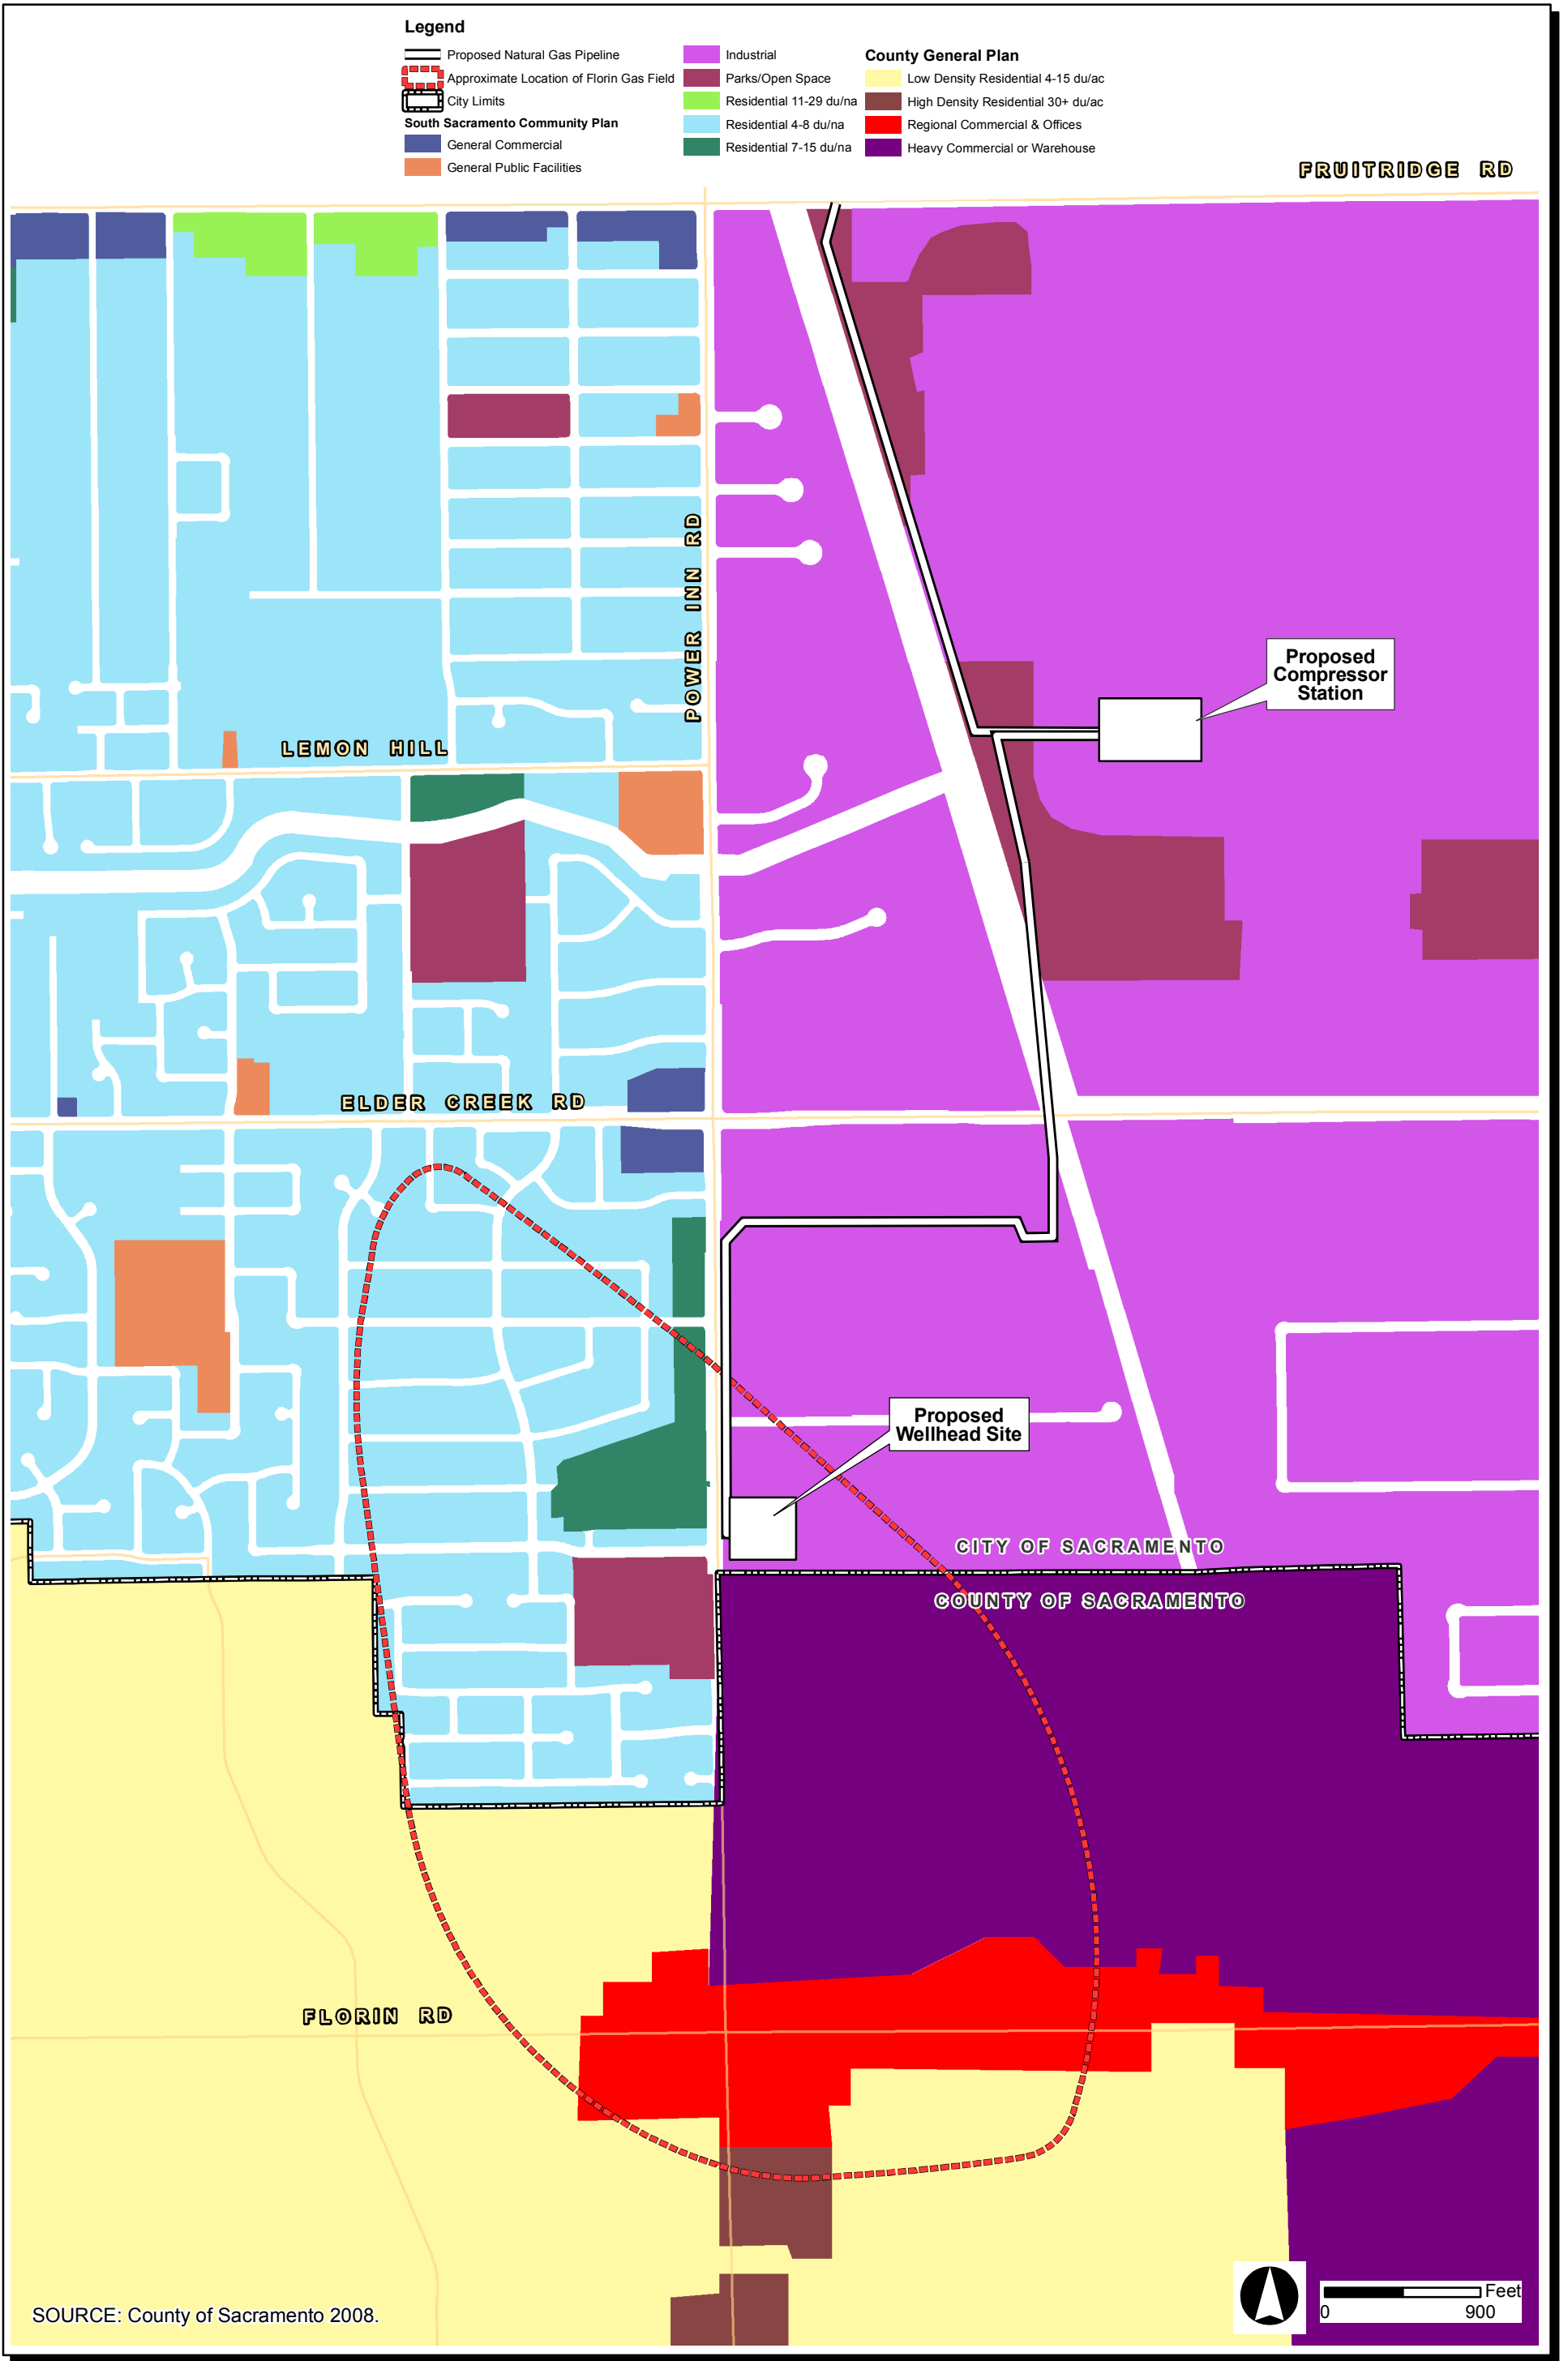 Legend
Proposed Natural Gas Pipeline
Approximate Location of Florin Gas Field
City Limits
South Sacramento Community Plan
General Commercial
General Public Facilities
Industrial
Parks/Open Space
Residential 11-29 du/na
Residential 4-8 du/na
Residential 7-15 du/na
County General Plan
Low Density Residential 4-15 du/ac
High Density Residential 30+ du/ac
Regional Commercial & Offices
Heavy Commercial or Warehouse
FRUITRIDGE RD
POWER INN RD
Proposed
Compressor
Station
LEMON HILL
ELDER CREEK RD
Proposed
Wellhead Site
CITY OF SACRAMENTO
COUNTY OF SACRAMENTO
FLORIN RD
SOURCE: County of Sacramento 2008.
Feet
0 900